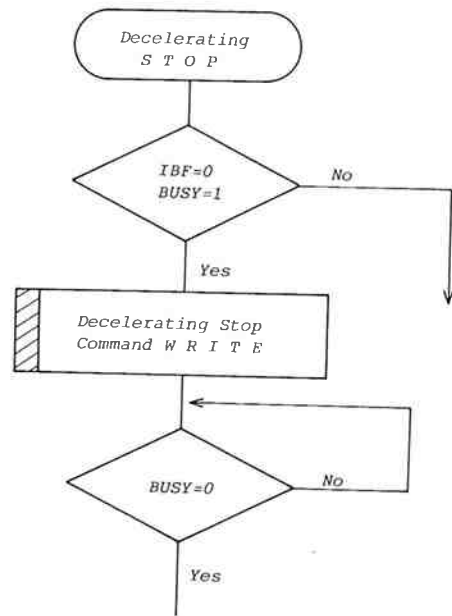 Decelerating
S T O P
IBF=0
BUSY=1
No
Yes
Decelerating Stop
Command W R I T E
BUSY=0
No
Yes